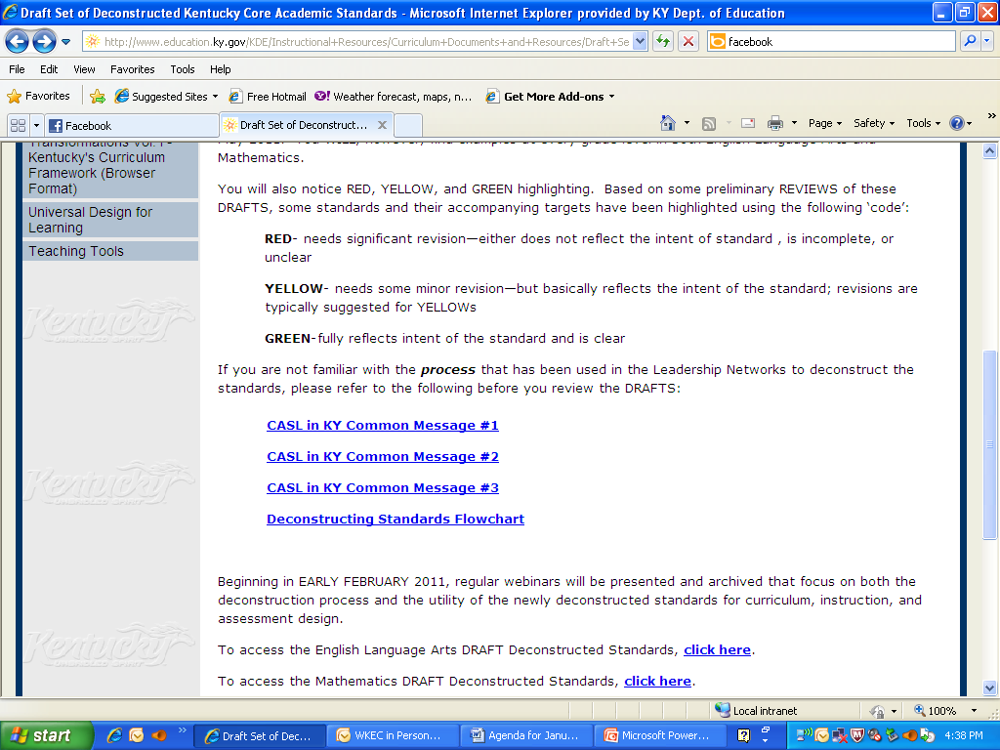 Draft Set of Deconstructed Kentucky Core Academic Standards - Microsoft Internet Explorer provided by KY Dept. of Education
http://www.education.ky.gov/KDE/Instructional+Resources/Curriculum+Documents+and+Resources/Draft+Se
facebook
File Edit View Favorites Tools Help
Favorites Suggested Sites Free Hotmail Weather forecast, maps, n... Get More Add-ons
Facebook Draft Set of Deconstruct... Page Safety Tools
Transformations Vol. I -
Kentucky's Curriculum
Framework (Browser
Format)
Universal Design for
Learning
Teaching Tools
Kentucky
UNBRIDLED SPIRIT
Kentucky
UNBRIDLED SPIRIT
Kentucky
UNBRIDLED SPIRIT
Mathematics.
You will also notice RED, YELLOW, and GREEN highlighting. Based on some preliminary REVIEWS of these
DRAFTS, some standards and their accompanying targets have been highlighted using the following ‘code’:
RED- needs significant revision—either does not reflect the intent of standard , is incomplete, or
unclear
YELLOW- needs some minor revision—but basically reflects the intent of the standard; revisions are
typically suggested for YELLOWs
GREEN-fully reflects intent of the standard and is clear
If you are not familiar with the process that has been used in the Leadership Networks to deconstruct the
standards, please refer to the following before you review the DRAFTS:
CASL in KY Common Message #1
CASL in KY Common Message #2
CASL in KY Common Message #3
Deconstructing Standards Flowchart
Beginning in EARLY FEBRUARY 2011, regular webinars will be presented and archived that focus on both the
deconstruction process and the utility of the newly deconstructed standards for curriculum, instruction, and
assessment design.
To access the English Language Arts DRAFT Deconstructed Standards, click here.
To access the Mathematics DRAFT Deconstructed Standards, click here.
Local intranet 100%
start Draft Set of Dec... WKEC in Person... Agenda for Janu... Microsoft Power... 4:38 PM